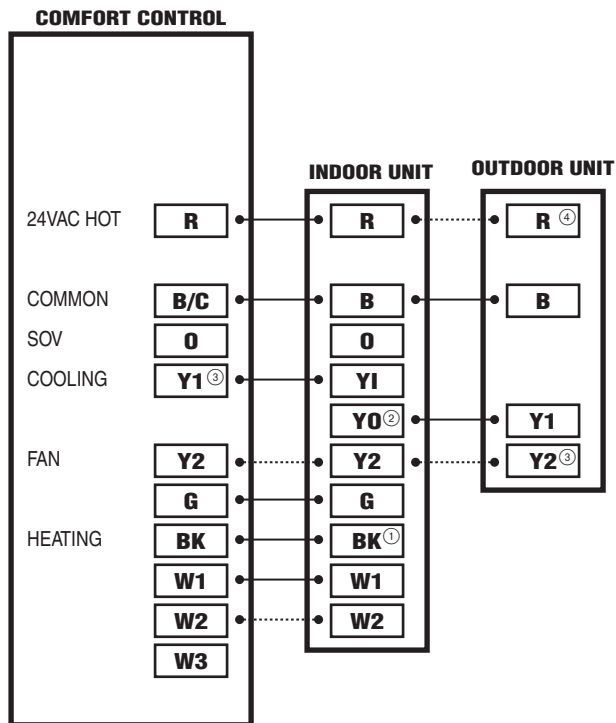 COMFORT CONTROL
INDOOR UNIT OUTDOOR UNIT
24VAC HOT R R R ④
COMMON B/C B B
SOV O O
COOLING Y1 ③ YI
YO ② Y1
FAN Y2 Y2 Y2 ③
G G
HEATING BK BK ①
W1 W1
W2 W2
W3